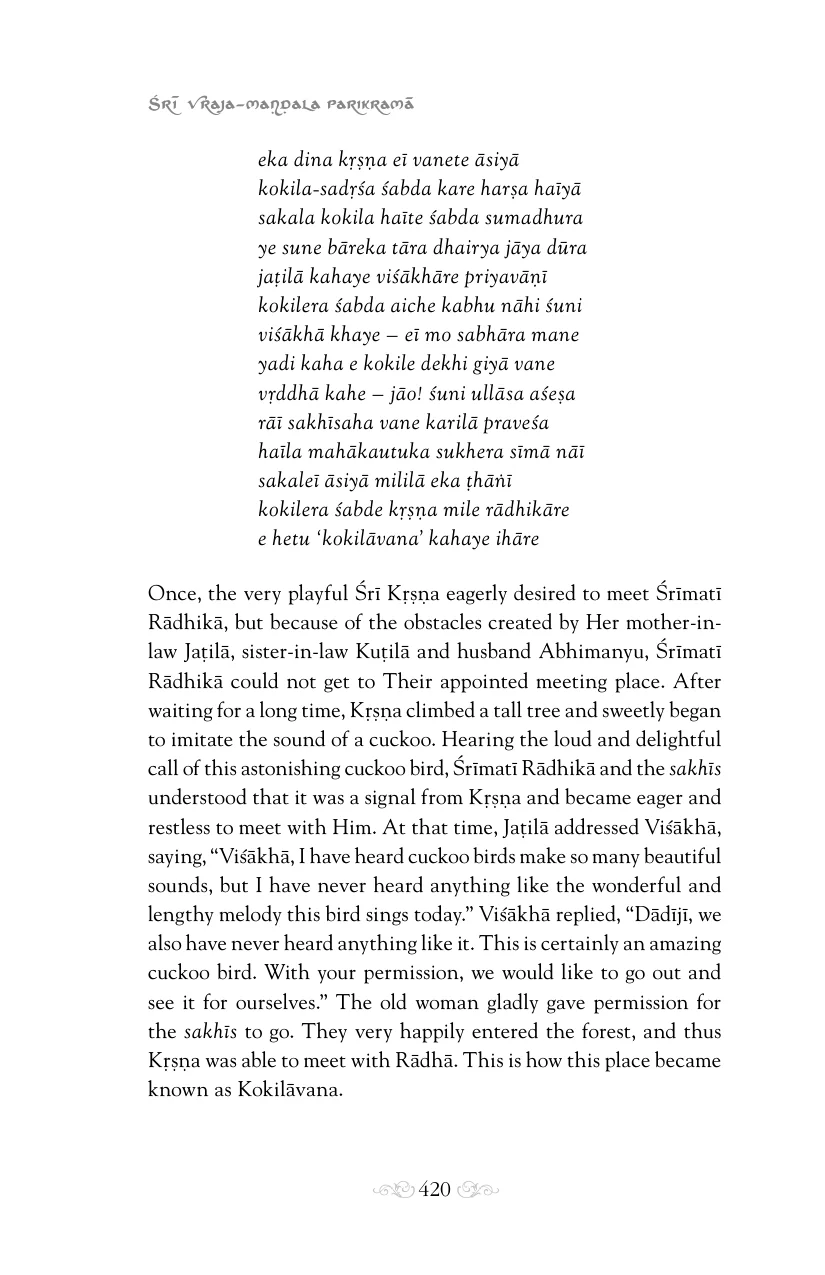 Śrī Vraja-maṇḍala Parikramā
eka dina kṛṣṇa eī vanete āsiyā
kokila-sadṛśa śabda kare harṣa haīyā
sakala kokila haīte śabda sumadhura
ye sune bāreka tāra dhairya jāya dūra
jaṭilā kahaye viśākhāre priyavāṇī
kokilera śabda aiche kabhu nāhi śuni
viśākhā khaye – eī mo sabhāra mane
yadi kaha e kokile dekhi giyā vane
vṛddhā kahe – jāo! śuni ullāsa aśeṣa
rāī sakhīsaha vane karilā praveśa
haīla mahākautuka sukhera sīmā nāī
sakaleī āsiyā mililā eka ṭhāṅī
kokilera śabde kṛṣṇa mile rādhikāre
e hetu ‘kokilāvana’ kahaye ihāre
Once, the very playful Śrī Kṛṣṇa eagerly desired to meet Śrīmatī
Rādhikā, but because of the obstacles created by Her mother-in-
law Jaṭilā, sister-in-law Kuṭilā and husband Abhimanyu, Śrīmatī
Rādhikā could not get to Their appointed meeting place. After
waiting for a long time, Kṛṣṇa climbed a tall tree and sweetly began
to imitate the sound of a cuckoo. Hearing the loud and delightful
call of this astonishing cuckoo bird, Śrīmatī Rādhikā and the sakhīs
understood that it was a signal from Kṛṣṇa and became eager and
restless to meet with Him. At that time, Jaṭilā addressed Viśākhā,
saying, “Viśākhā, I have heard cuckoo birds make so many beautiful
sounds, but I have never heard anything like the wonderful and
lengthy melody this bird sings today.” Viśākhā replied, “Dādījī, we
also have never heard anything like it. This is certainly an amazing
cuckoo bird. With your permission, we would like to go out and
see it for ourselves.” The old woman gladly gave permission for
the sakhīs to go. They very happily entered the forest, and thus
Kṛṣṇa was able to meet with Rādhā. This is how this place became
known as Kokilāvana.
420